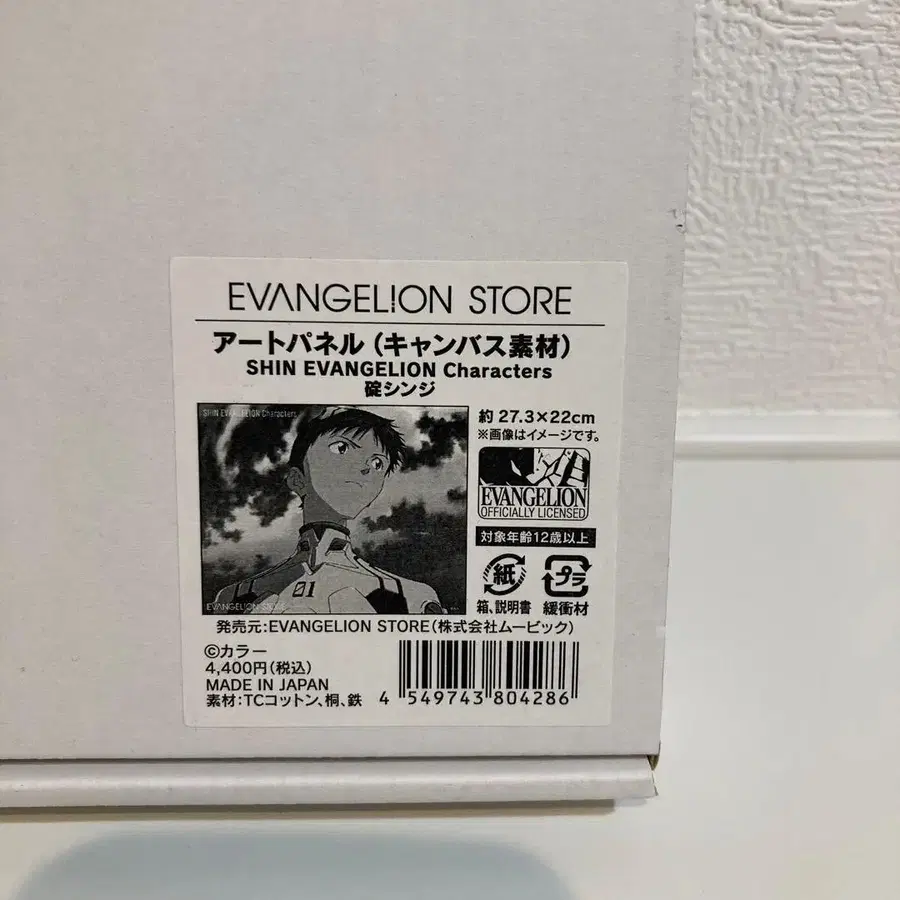 EVANGELION STORE
アートパネル（キャンバス素材）
SHIN EVANGELION Characters
碇シンジ
SHIN EVANGELION Characters
01
EVANGELION STORE
約 27.3×22cm
※画像はイメージです。
EVANGELION
OFFICIALLY LICENSED
対象年齢12歳以上
紙 プラ
箱、説明書 緩衝材
発売元:EVANGELION STORE(株式会社ムービック)
©カラー
4,400円(税込)
MADE IN JAPAN
素材:TCコットン、桐、鉄
4 549743 804286